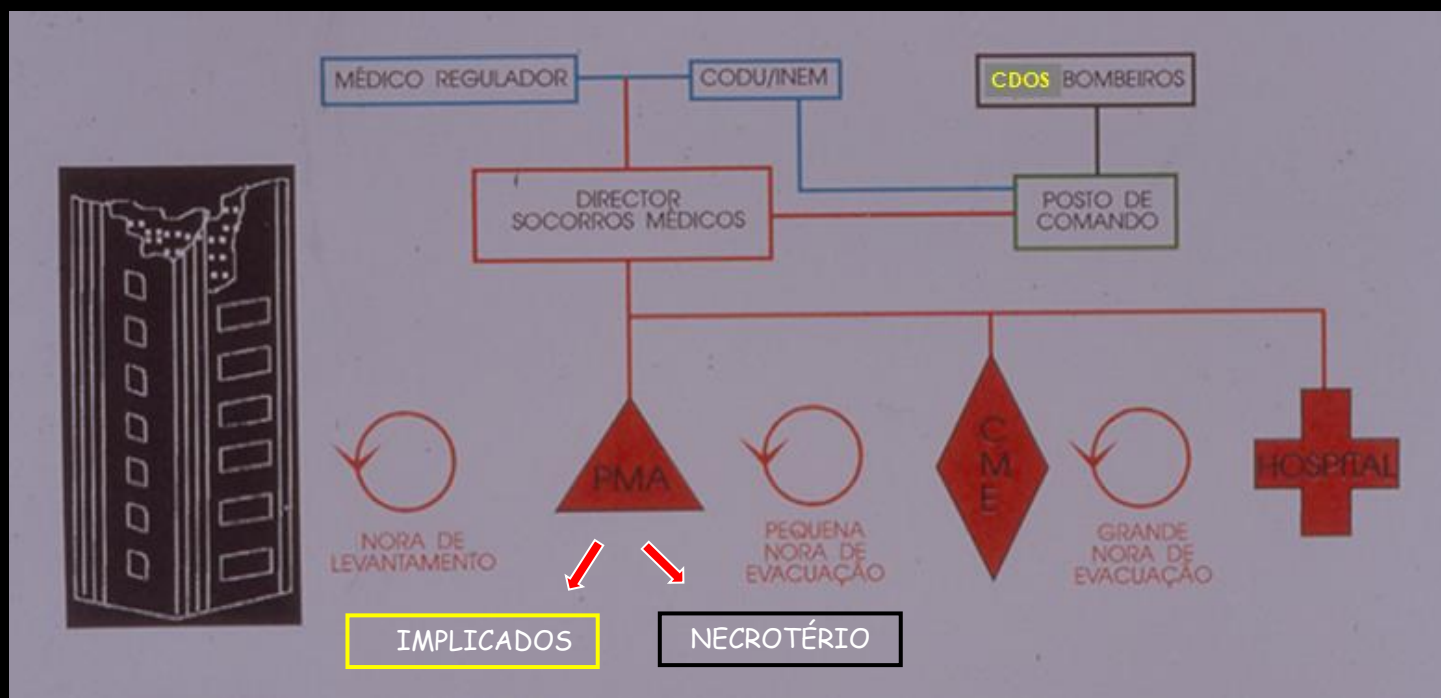 MÉDICO REGULADOR
CODU/INEM
CDOS BOMBEIROS
DIRECTOR
SOCORROS MÉDICOS
POSTO DE
COMANDO
PMA
C
M.
E
HOSPITAL
NORA DE
LEVANTAMENTO
PEQUENA
NORA DE
EVACUAÇÃO
GRANDE
NORA DE
EVACUAÇÃO
IMPLICADOS
NECROTÉRIO